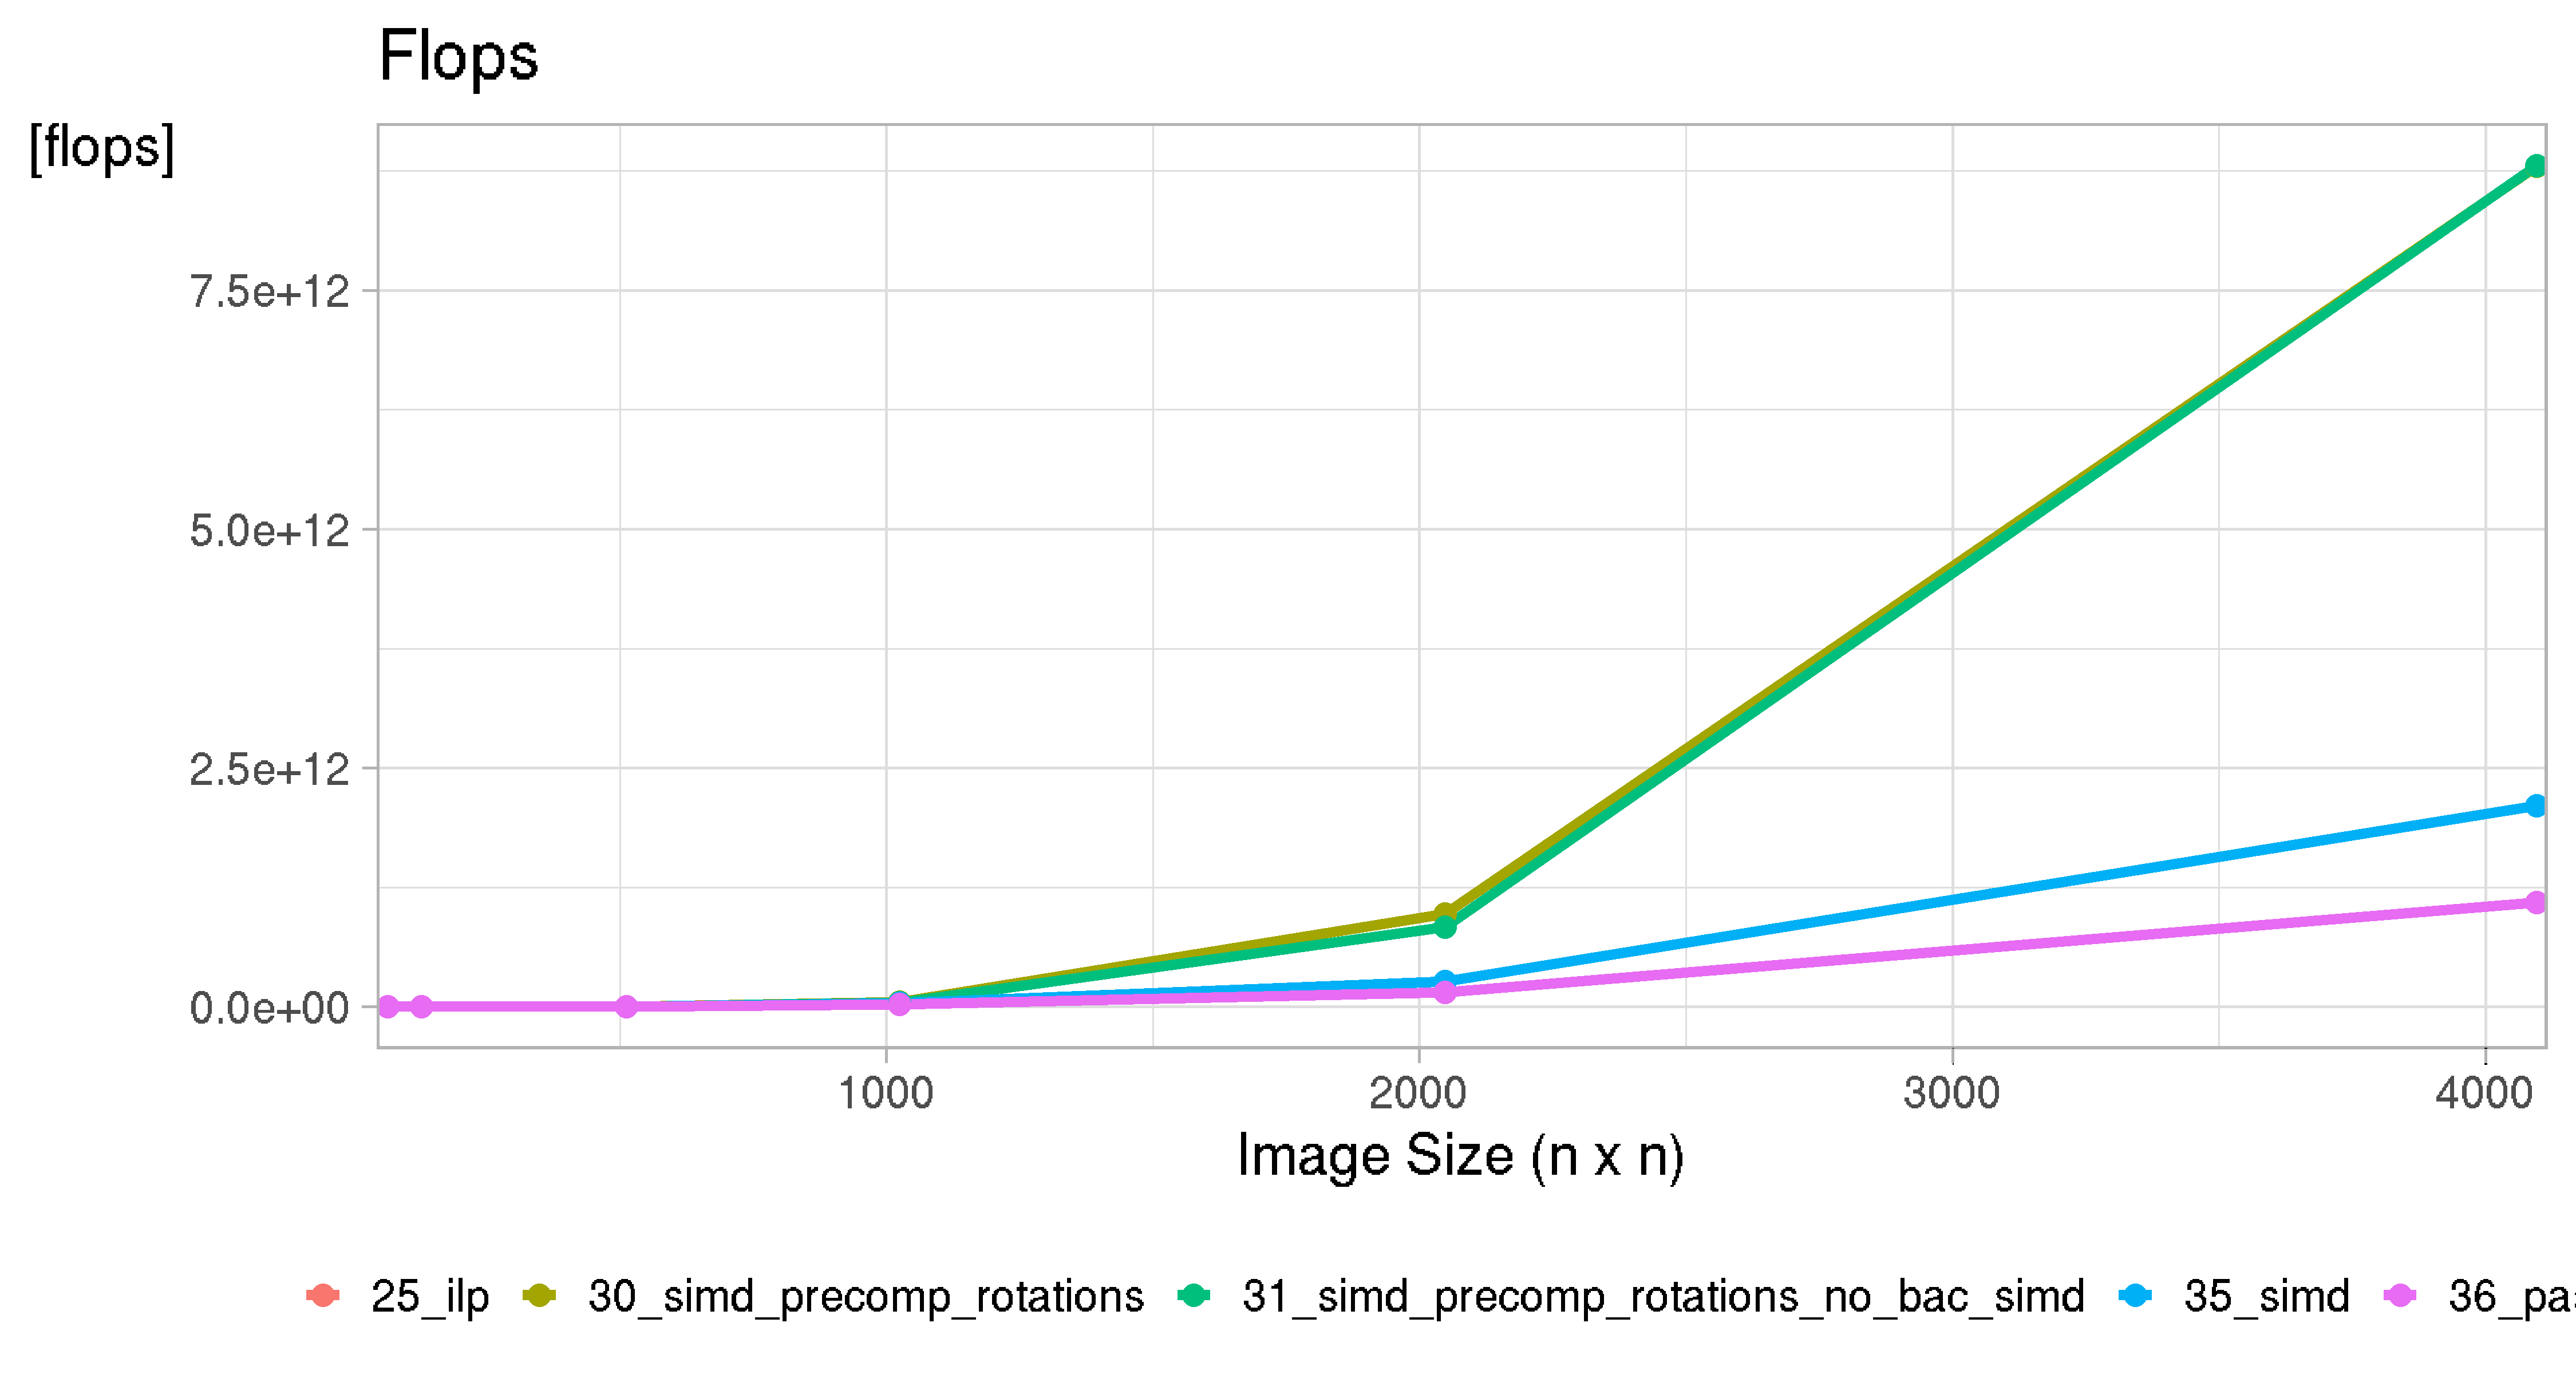 Flops
[flops]
7.5e+12
5.0e+12
2.5e+12
0.0e+00
1000 2000 3000 4000
Image Size (n x n)
25_ilp 30_simd_precomp_rotations 31_simd_precomp_rotations_no_bac_simd 35_simd